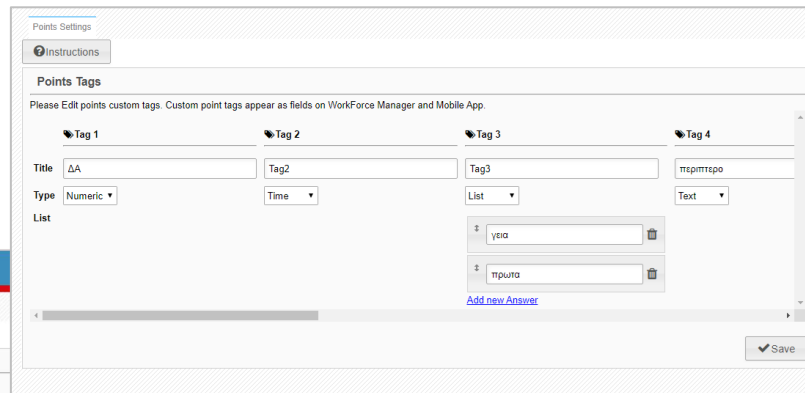 Points Settings
Instructions
Points Tags
Please Edit points custom tags. Custom point tags appear as fields on WorkForce Manager and Mobile App.
Tag 1 Tag 2 Tag 3 Tag 4
Title ΔΑ Tag2 Tag3 περιπτερο
Type Numeric Time List Text
List
γεια
πρωτα
Add new Answer
Save